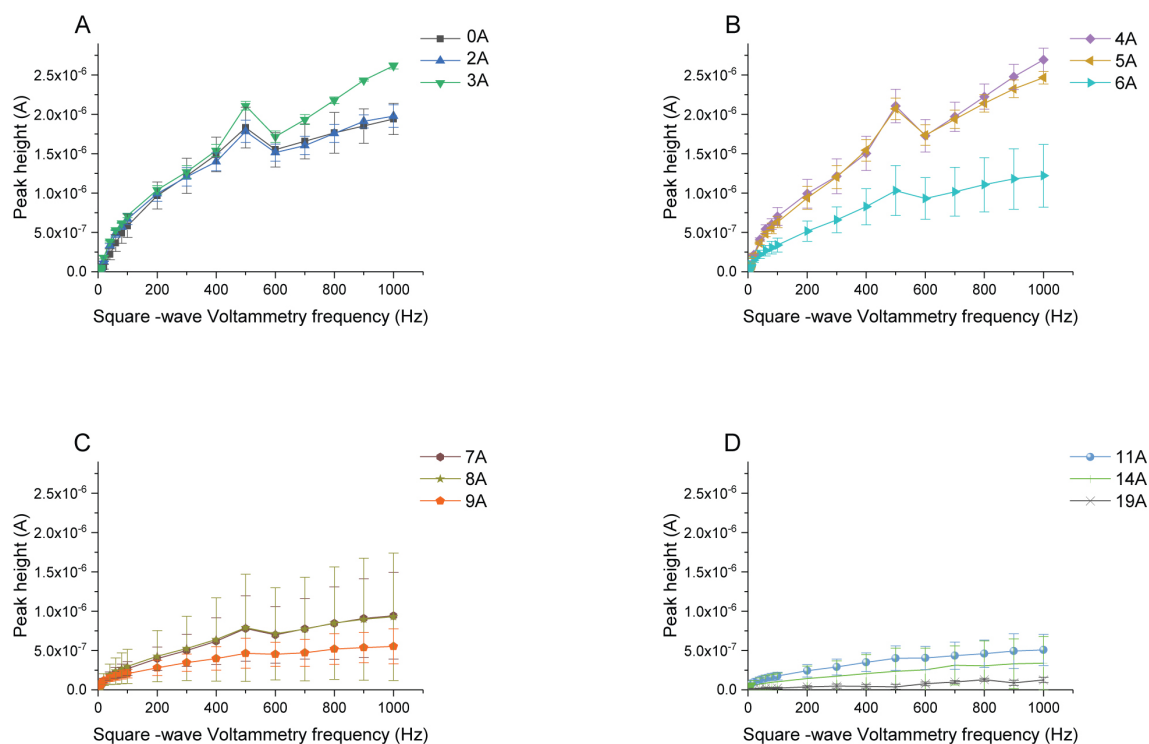 A
0A
2A
3A
2.5x10⁻⁶
2.0x10⁻⁶
1.5x10⁻⁶
1.0x10⁻⁶
5.0x10⁻⁷
0.0
Peak height (A)
0 200 400 600 800 1000
Square -wave Voltammetry frequency (Hz)
B
4A
5A
6A
2.5x10⁻⁶
2.0x10⁻⁶
1.5x10⁻⁶
1.0x10⁻⁶
5.0x10⁻⁷
0.0
Peak height (A)
0 200 400 600 800 1000
Square -wave Voltammetry frequency (Hz)
C
7A
8A
9A
2.5x10⁻⁶
2.0x10⁻⁶
1.5x10⁻⁶
1.0x10⁻⁶
5.0x10⁻⁷
0.0
Peak height (A)
0 200 400 600 800 1000
Square -wave Voltammetry frequency (Hz)
D
11A
14A
19A
2.5x10⁻⁶
2.0x10⁻⁶
1.5x10⁻⁶
1.0x10⁻⁶
5.0x10⁻⁷
0.0
Peak height (A)
0 200 400 600 800 1000
Square -wave Voltammetry frequency (Hz)